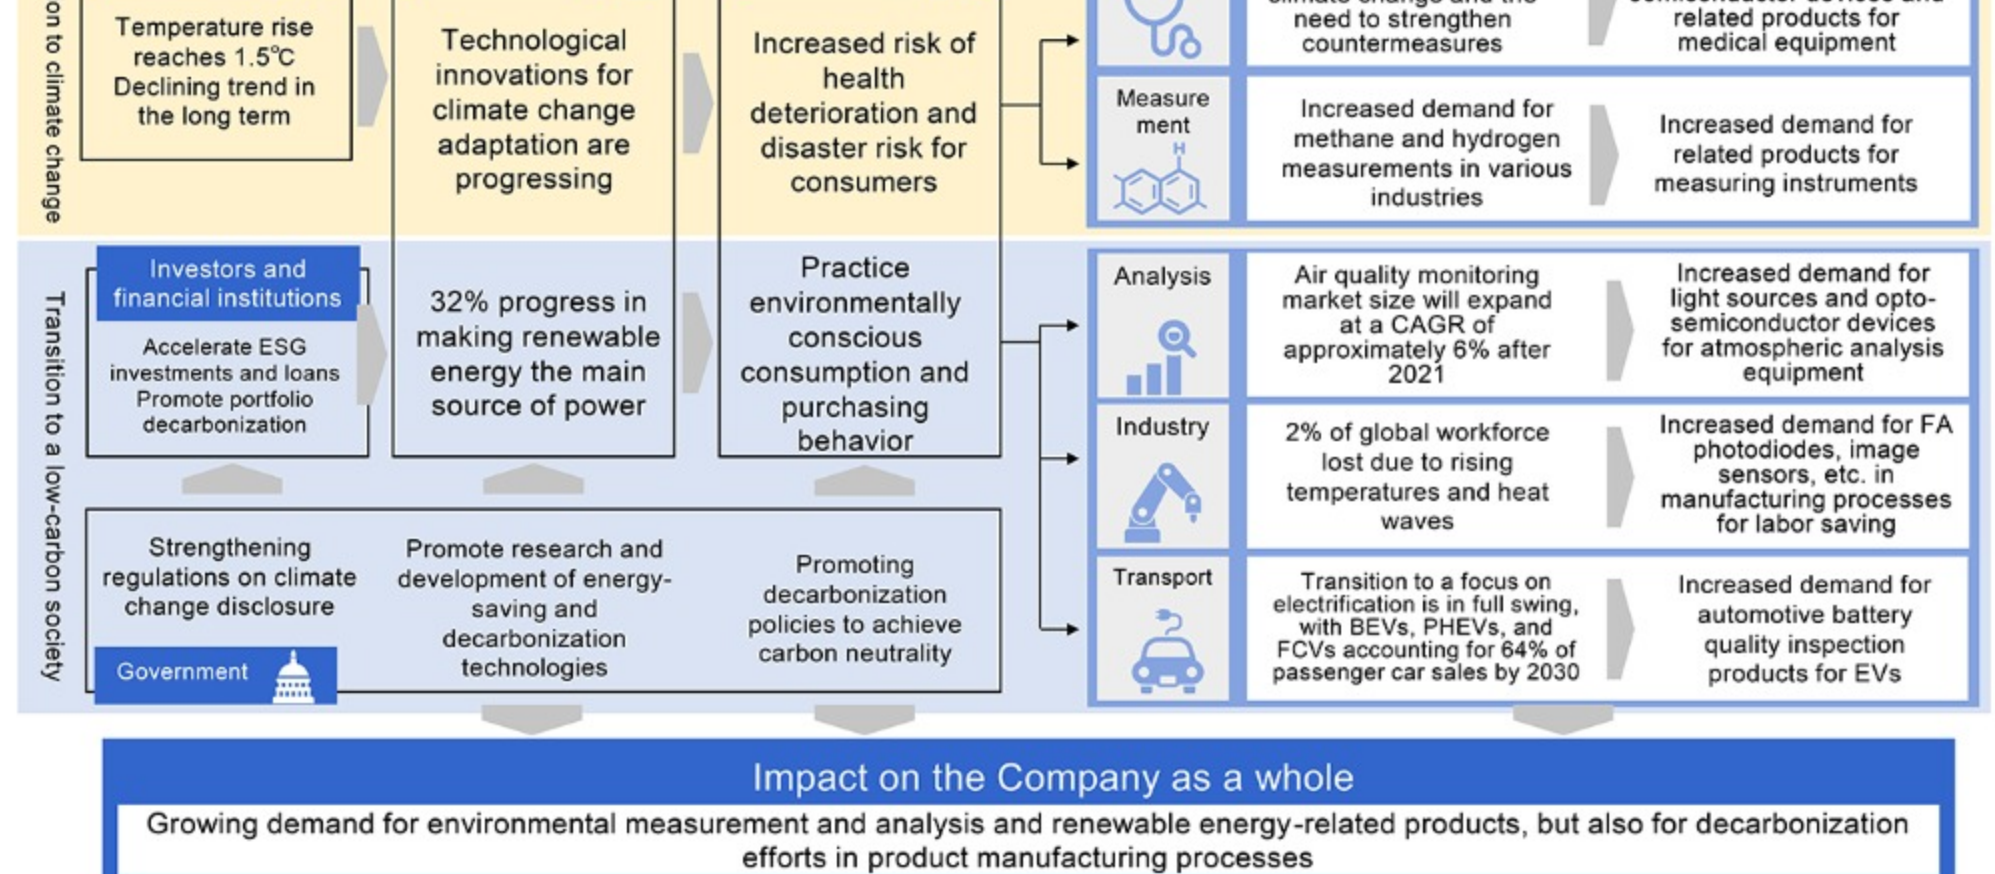 on to climate change
Temperature rise
reaches 1.5℃
Declining trend in
the long term
Technological
innovations for
climate change
adaptation are
progressing
Increased risk of
health
deterioration and
disaster risk for
consumers
need to strengthen
countermeasures
related products for
medical equipment
Measure
ment
H
Increased demand for
methane and hydrogen
measurements in various
industries
Increased demand for
related products for
measuring instruments
Transition to a low-carbon society
Investors and
financial institutions
Accelerate ESG
investments and loans
Promote portfolio
decarbonization
32% progress in
making renewable
energy the main
source of power
Practice
environmentally
conscious
consumption and
purchasing
behavior
Analysis
Air quality monitoring
market size will expand
at a CAGR of
approximately 6% after
2021
Increased demand for
light sources and opto-
semiconductor devices
for atmospheric analysis
equipment
Industry
2% of global workforce
lost due to rising
temperatures and heat
waves
Increased demand for FA
photodiodes, image
sensors, etc. in
manufacturing processes
for labor saving
Strengthening
regulations on climate
change disclosure
Government
Promote research and
development of energy-
saving and
decarbonization
technologies
Promoting
decarbonization
policies to achieve
carbon neutrality
Transport
Transition to a focus on
electrification is in full swing,
with BEVs, PHEVs, and
FCVs accounting for 64% of
passenger car sales by 2030
Increased demand for
automotive battery
quality inspection
products for EVs
Impact on the Company as a whole
Growing demand for environmental measurement and analysis and renewable energy-related products, but also for decarbonization
efforts in product manufacturing processes